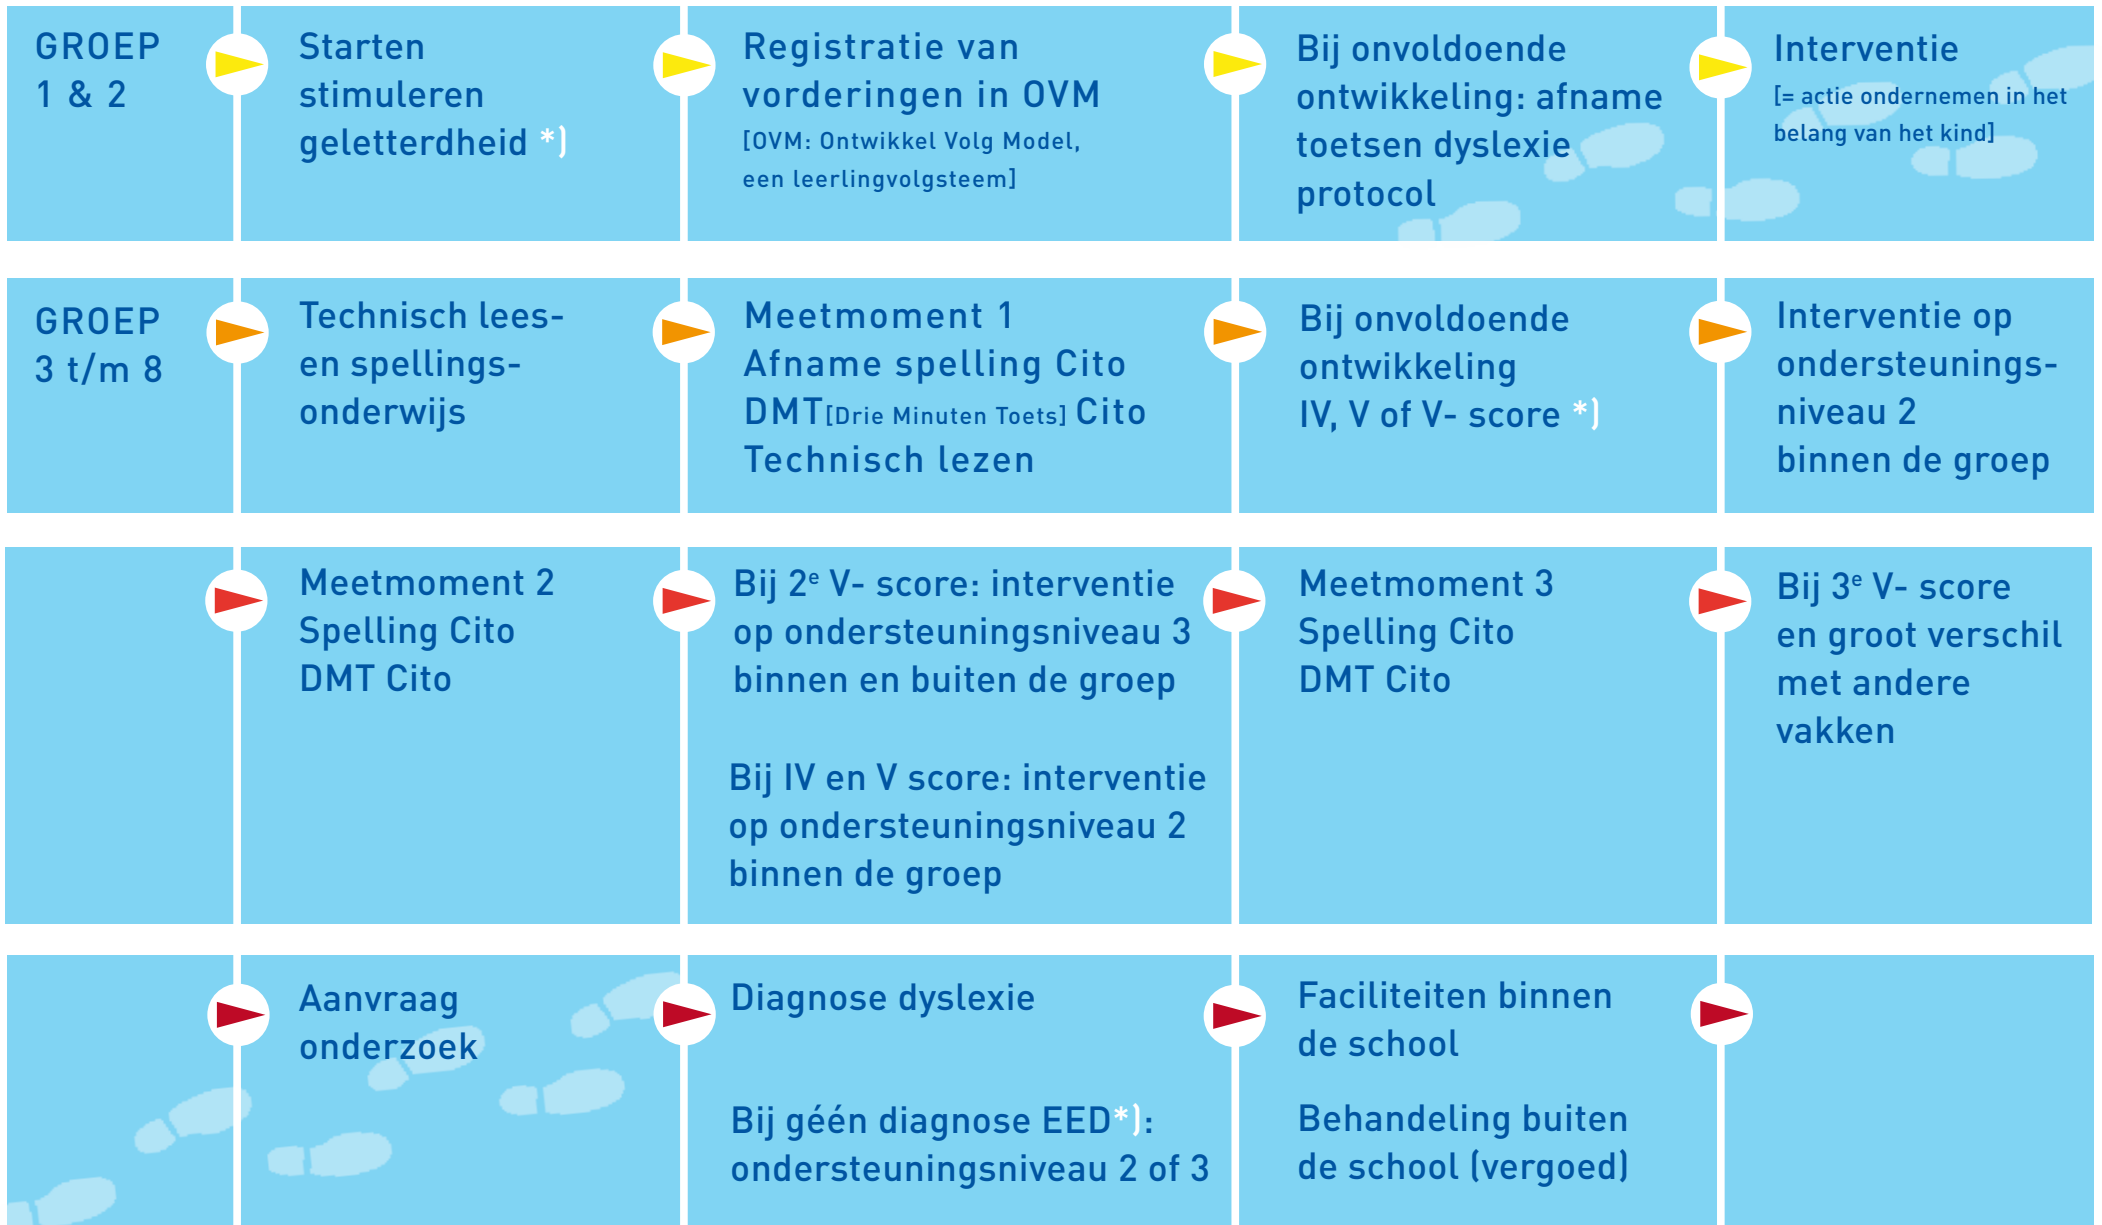 GROEP
1 & 2
Starten
stimuleren
geletterdheid *)
Registratie van
vorderingen in OVM
[OVM: Ontwikkel Volg Model,
een leerlingvolgsteem]
Bij onvoldoende
ontwikkeling: afname
toetsen dyslexie
protocol
Interventie
[= actie ondernemen in het
belang van het kind]
GROEP
3 t/m 8
Technisch lees-
en spellings-
onderwijs
Meetmoment 1
Afname spelling Cito
DMT[Drie Minuten Toets] Cito
Technisch lezen
Bij onvoldoende
ontwikkeling
IV, V of V- score *)
Interventie op
ondersteunings-
niveau 2
binnen de groep
Meetmoment 2
Spelling Cito
DMT Cito
Bij 2e V- score: interventie
op ondersteuningsniveau 3
binnen en buiten de groep
Bij IV en V score: interventie
op ondersteuningsniveau 2
binnen de groep
Meetmoment 3
Spelling Cito
DMT Cito
Bij 3e V- score
en groot verschil
met andere
vakken
Aanvraag
onderzoek
Diagnose dyslexie
Bij géén diagnose EED*):
ondersteuningsniveau 2 of 3
Faciliteiten binnen
de school
Behandeling buiten
de school (vergoed)